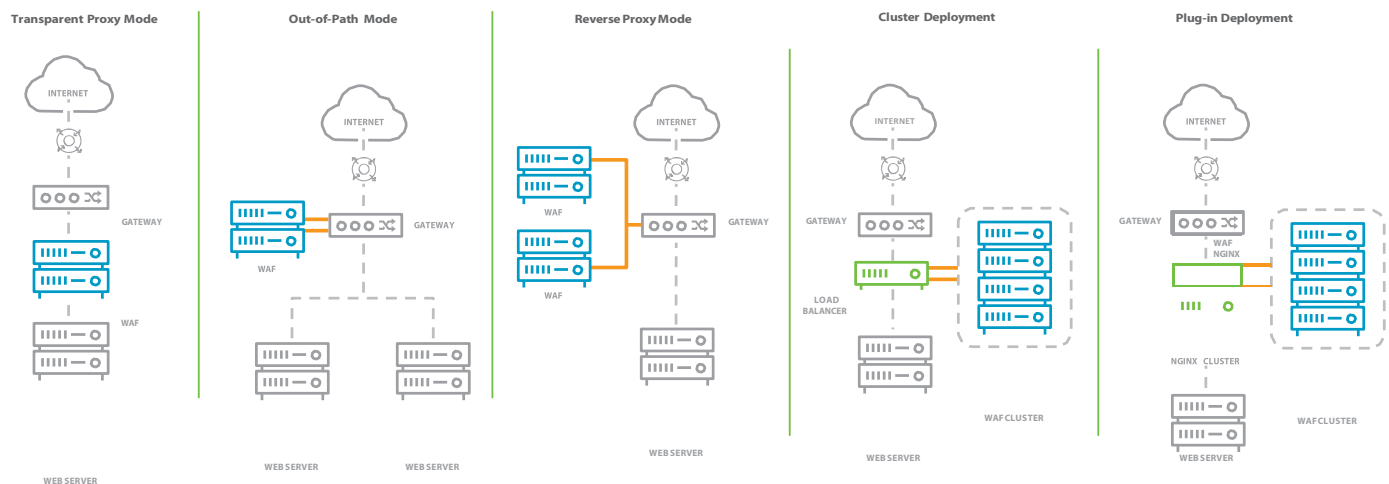 Transparent Proxy Mode
INTERNET
GATEWAY
WAF
WEB SERVER
Out-of-Path Mode
INTERNET
GATEWAY
WAF
WEB SERVER
WEB SERVER
Reverse Proxy Mode
INTERNET
WAF
GATEWAY
WAF
WEB SERVER
Cluster Deployment
INTERNET
GATEWAY
LOAD
BALANCER
WAF CLUSTER
WEB SERVER
Plug-in Deployment
INTERNET
GATEWAY
WAF
NGINX
NGINX CLUSTER
WAF CLUSTER
WEB SERVER